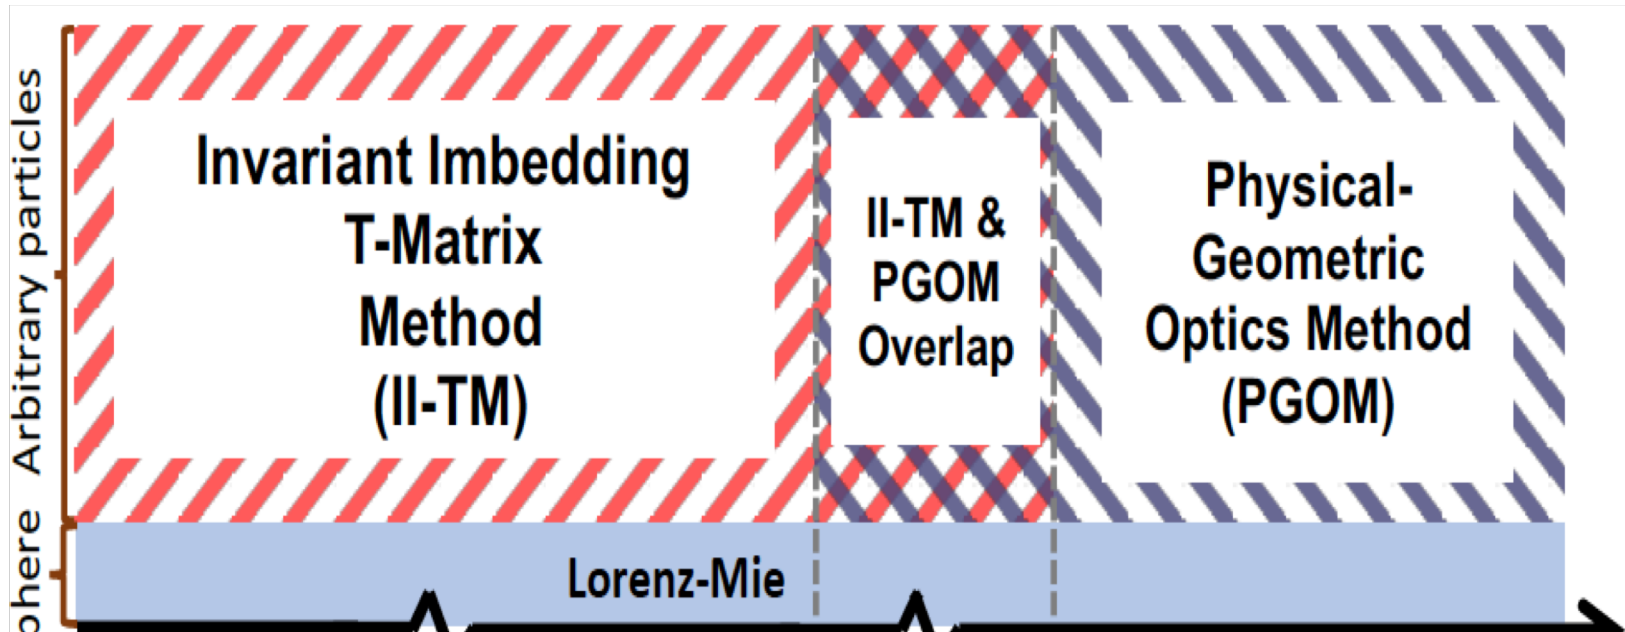 Arbitrary particles
Invariant Imbedding
T-Matrix
Method
(II-TM)
II-TM &
PGOM
Overlap
Physical-
Geometric
Optics Method
(PGOM)
Lorenz-Mie